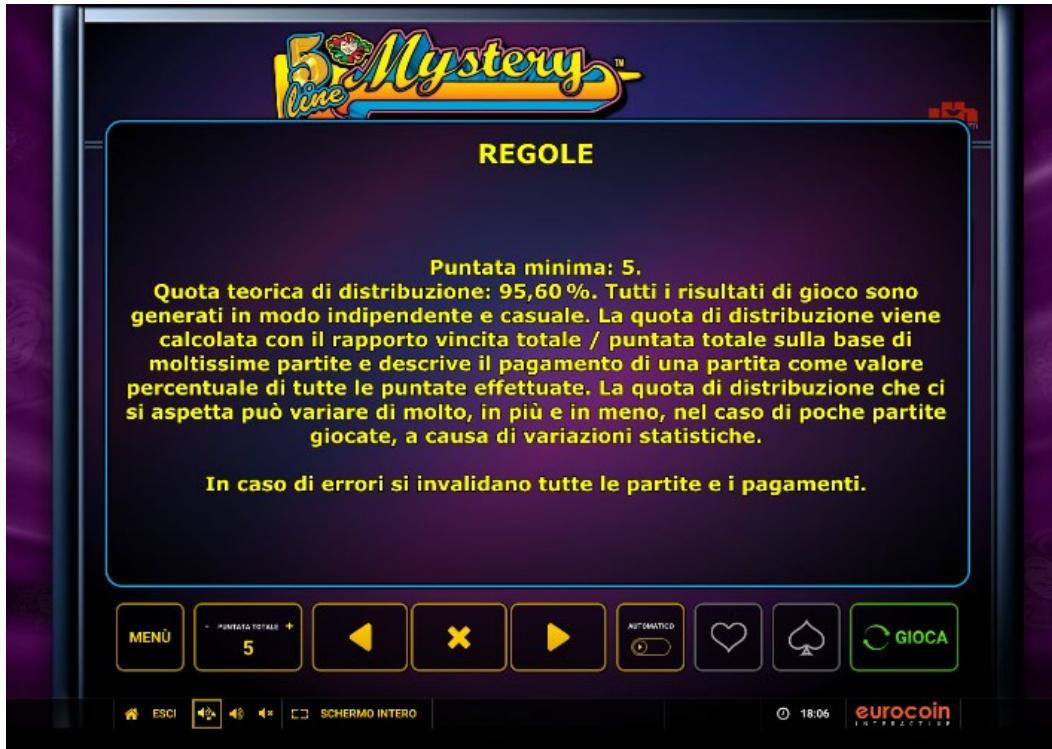 5 line Mystery ™
REGOLE
Puntata minima: 5.
Quota teorica di distribuzione: 95,60 %. Tutti i risultati di gioco sono
generati in modo indipendente e casuale. La quota di distribuzione viene
calcolata con il rapporto vincita totale / puntata totale sulla base di
moltissime partite e descrive il pagamento di una partita come valore
percentuale di tutte le puntate effettuate. La quota di distribuzione che ci
si aspetta può variare di molto, in più e in meno, nel caso di poche partite
giocate, a causa di variazioni statistiche.
In caso di errori si invalidano tutte le partite e i pagamenti.
MENÙ
- PUNTATA TOTALE +
5
AUTOMATICO
GIOCA
ESCI
SCHERMO INTERO
18:06
eurocoin
INTERACTIVE